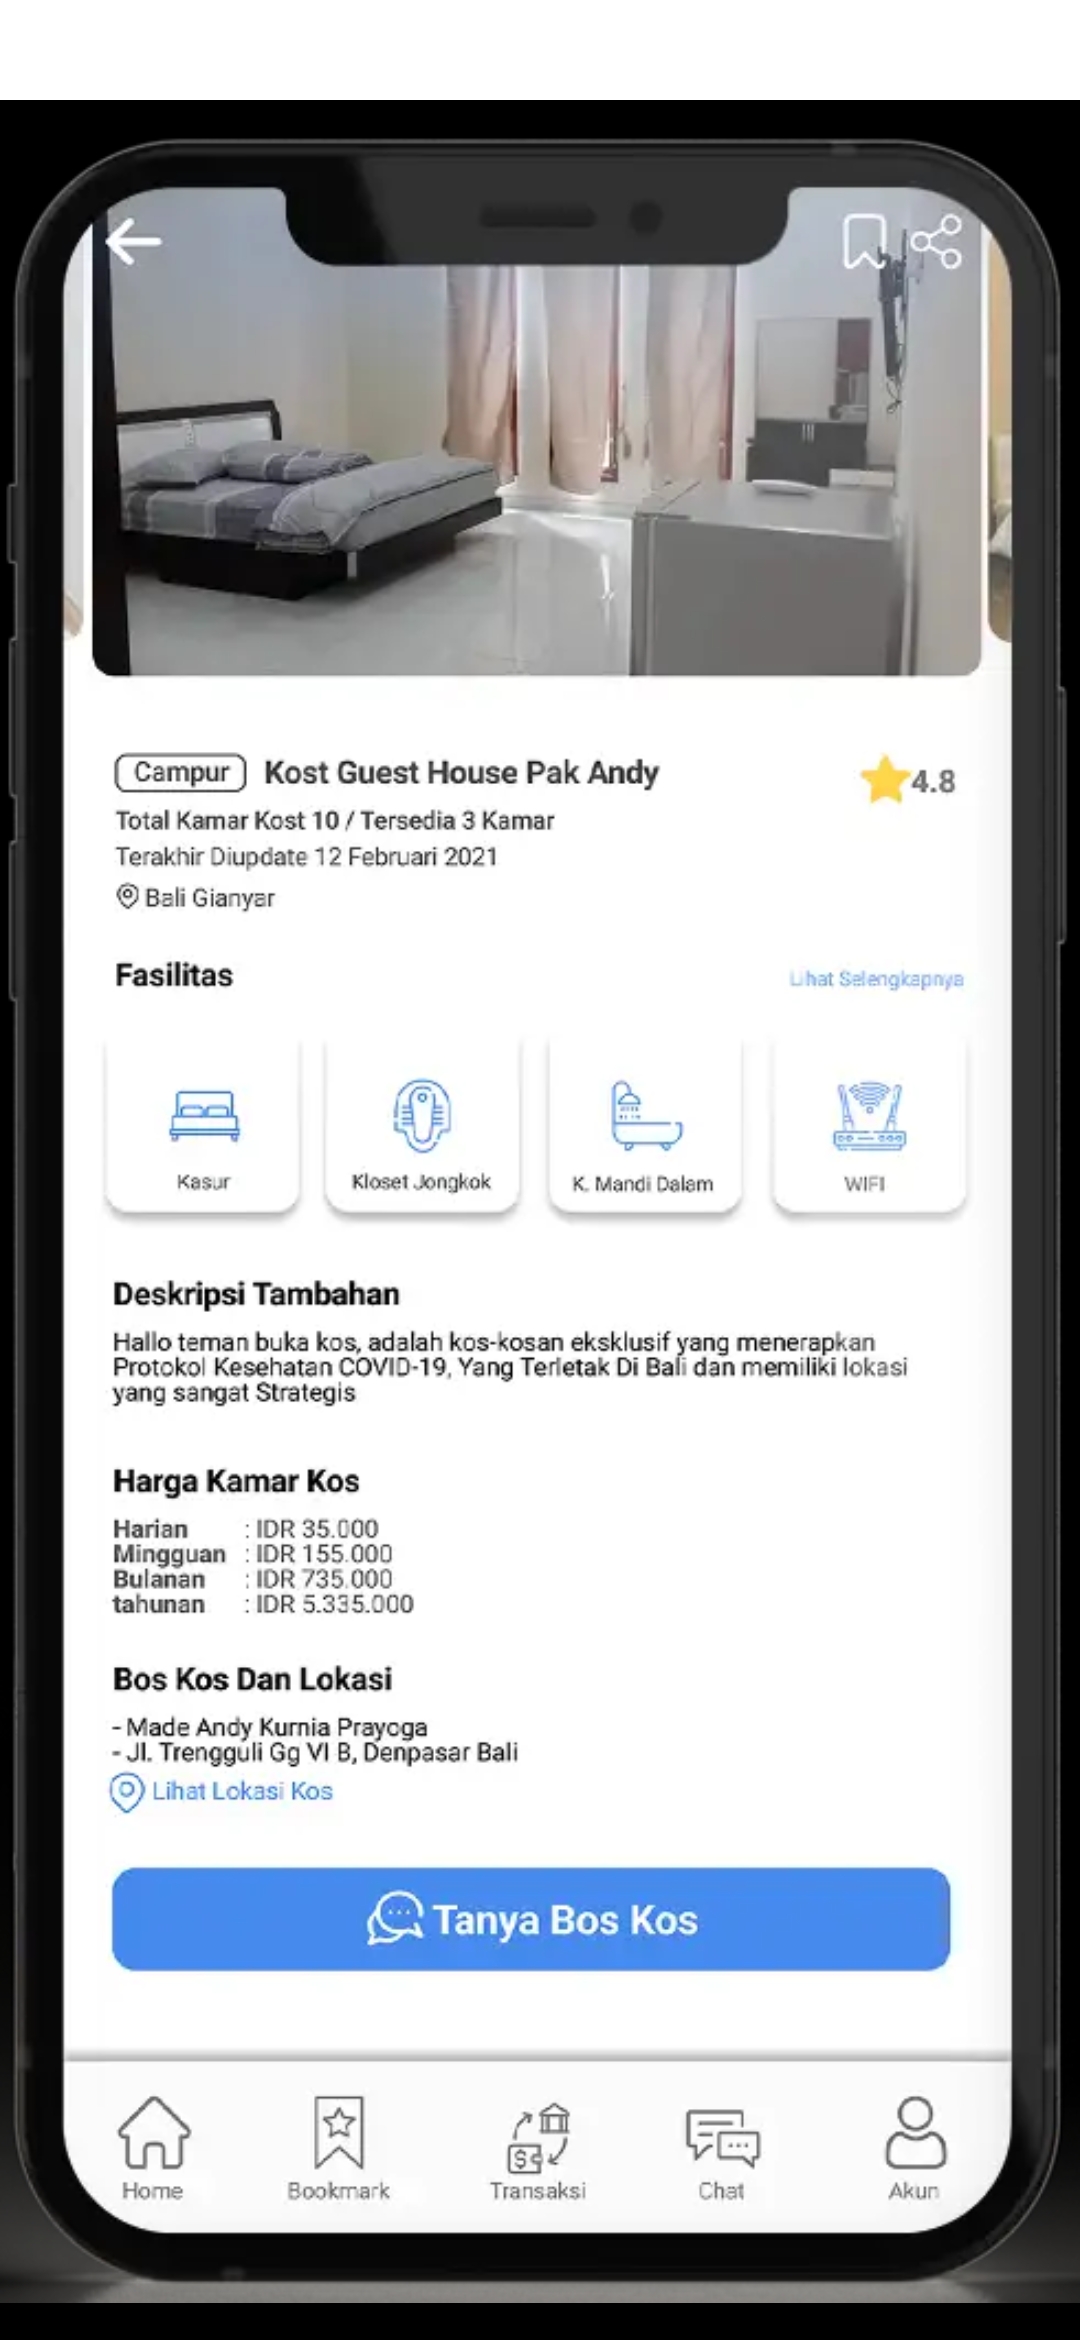 Campur Kost Guest House Pak Andy 4.8
Total Kamar Kost 10 / Tersedia 3 Kamar
Terakhir Diupdate 12 Februari 2021
Bali Gianyar
Fasilitas Lihat Selengkapnya
Kasur Kloset Jongkok K. Mandi Dalam WIFI
Deskripsi Tambahan
Hallo teman buka kos, adalah kos-kosan eksklusif yang menerapkan
Protokol Kesehatan COVID-19, Yang Terletak Di Bali dan memiliki lokasi
yang sangat Strategis
Harga Kamar Kos
Harian : IDR 35.000
Mingguan : IDR 155.000
Bulanan : IDR 735.000
tahunan : IDR 5.335.000
Bos Kos Dan Lokasi
- Made Andy Kurnia Prayoga
- Jl. Trengguli Gg VI B, Denpasar Bali
Lihat Lokasi Kos
Tanya Bos Kos
Home Bookmark Transaksi Chat Akun